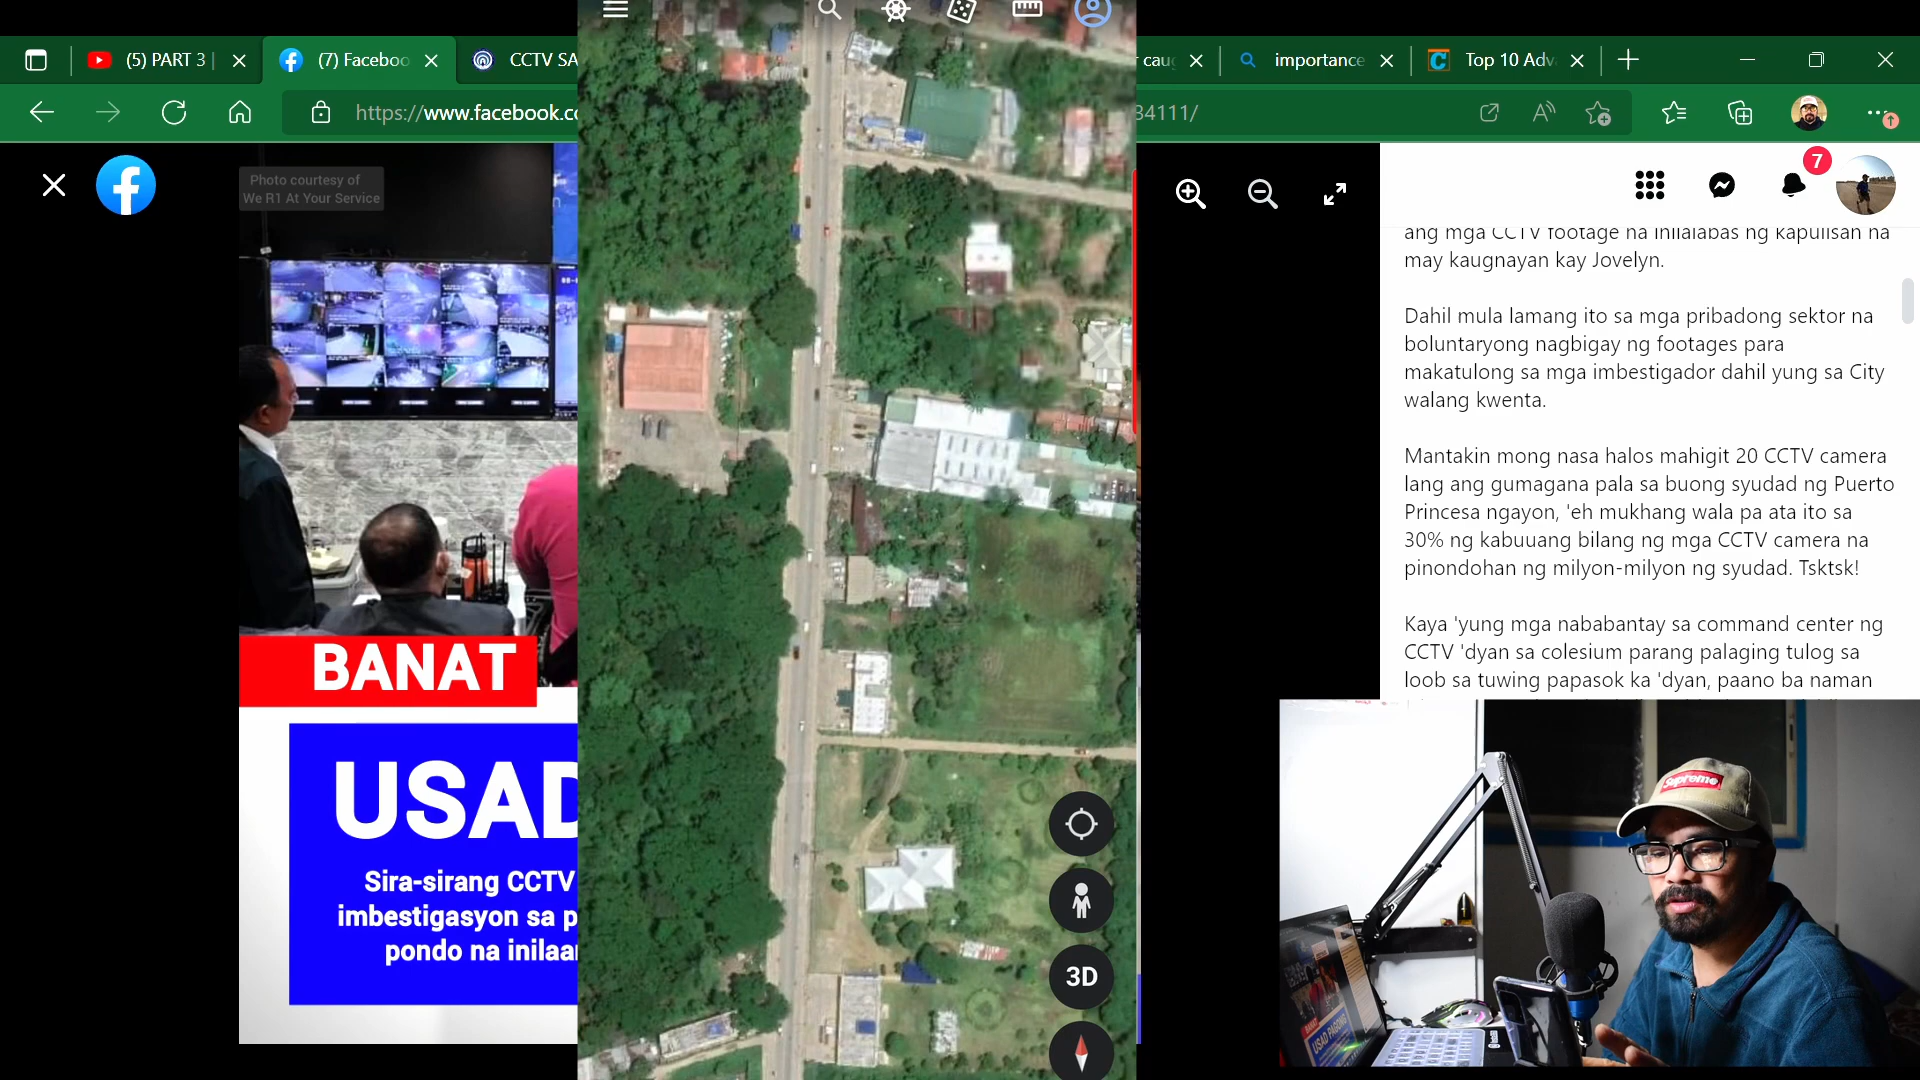 (5) PART 3 |
(7) Faceboo
CCTV SA
r cau
importance
Top 10 Adv
https://www.facebook.co
34111/
Photo courtesy of
We R1 At Your Service
7
ang mga CCTV footage na inilalabas ng kapulisan na
may kaugnayan kay Jovelyn.
Dahil mula lamang ito sa mga pribadong sektor na
boluntaryong nagbigay ng footages para
makatulong sa mga imbestigador dahil yung sa City
walang kwenta.
Mantakin mong nasa halos mahigit 20 CCTV camera
lang ang gumagana pala sa buong syudad ng Puerto
Princesa ngayon, 'eh mukhang wala pa ata ito sa
30% ng kabuuang bilang ng mga CCTV camera na
pinondohan ng milyon-milyon ng syudad. Tsktsk!
Kaya 'yung mga nababantay sa command center ng
CCTV 'dyan sa colesium parang palaging tulog sa
loob sa tuwing papasok ka 'dyan, paano ba naman
BANAT
USAD
Sira-sirang CCTV
imbestigasyon sa p
pondo na inilaa
3D
Supreme
BANAT
USAD PAGONG